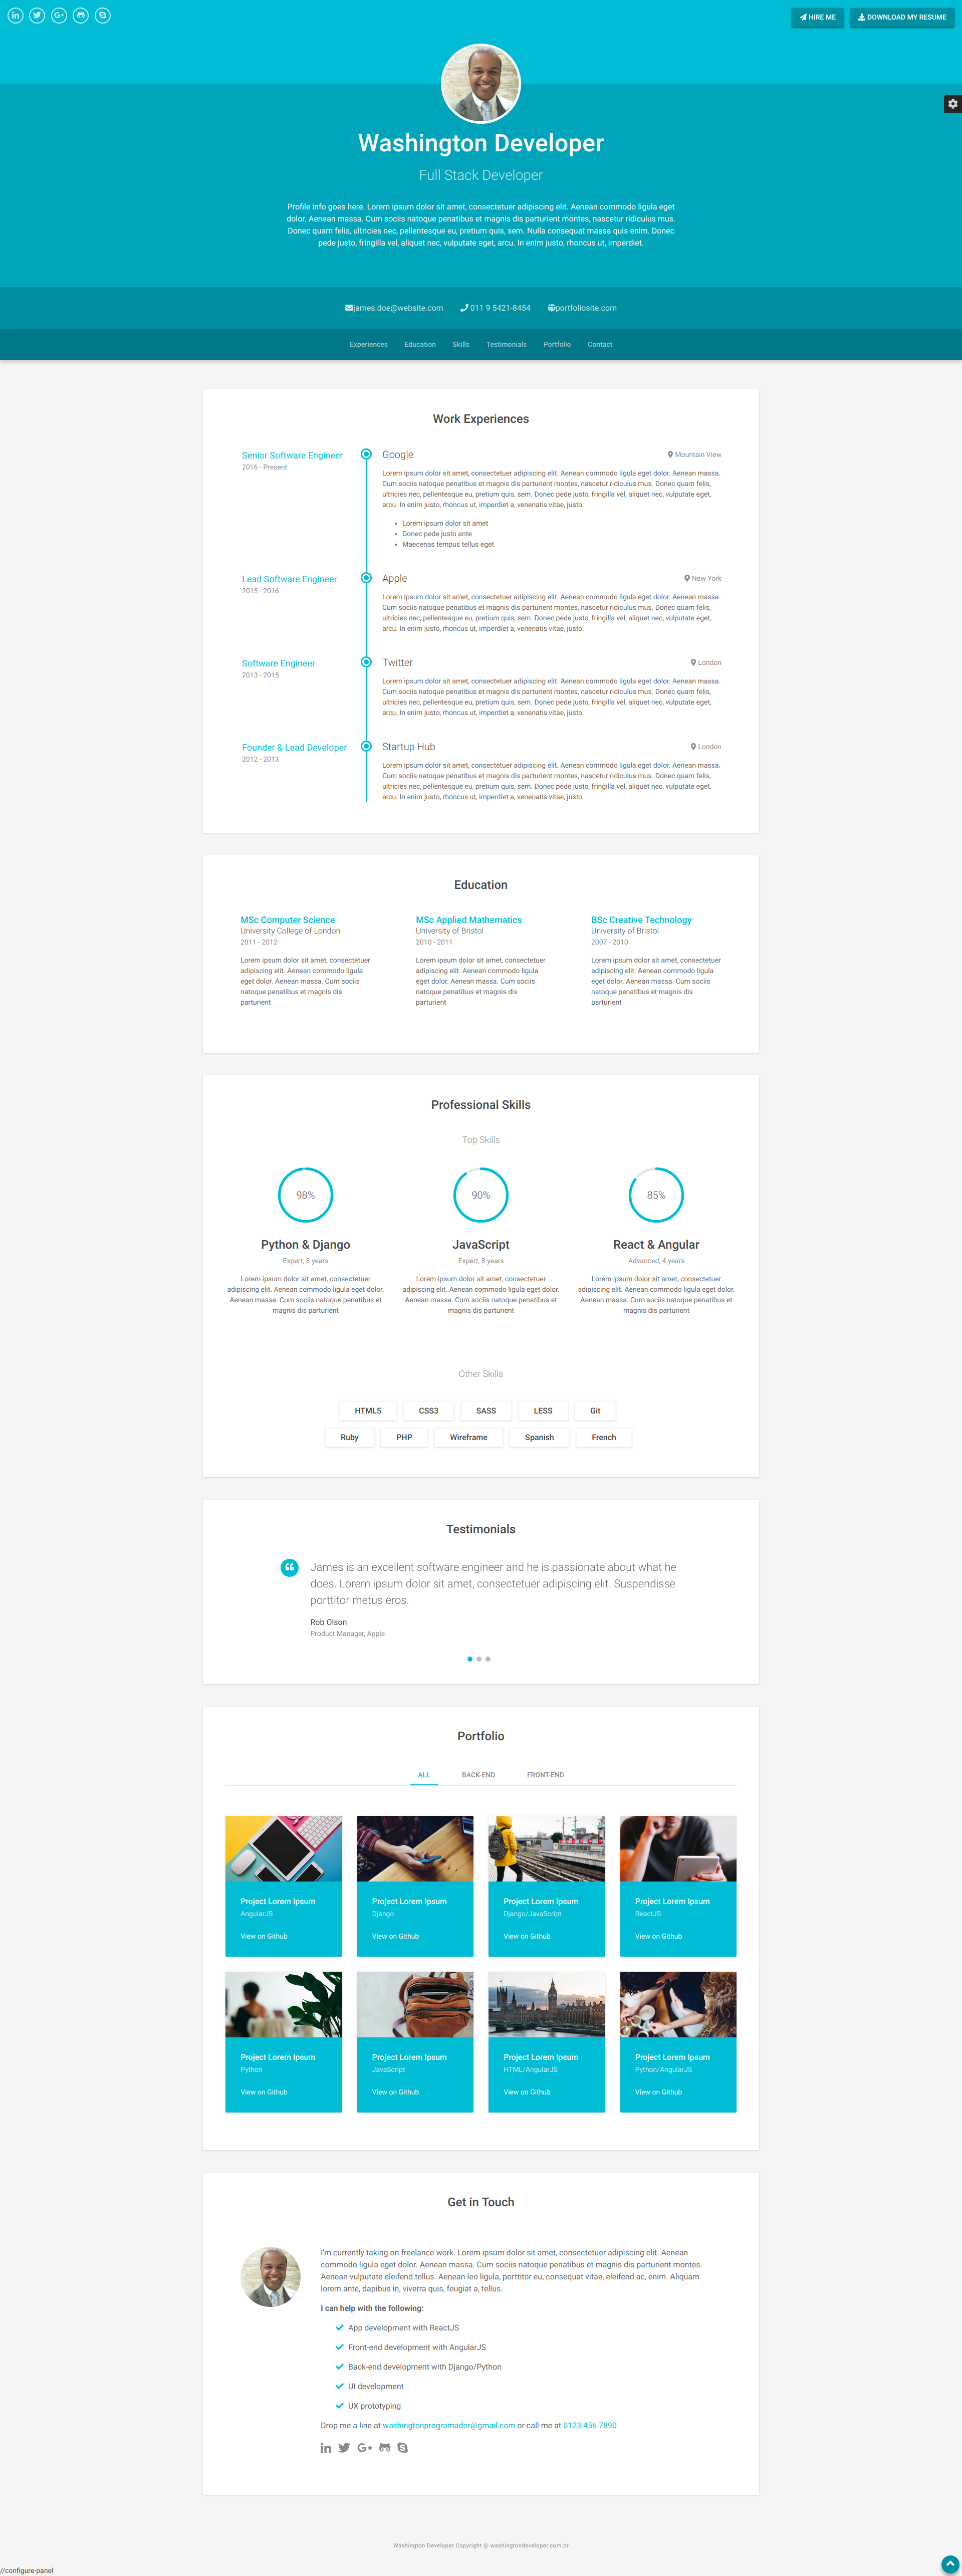 HIRE ME
DOWNLOAD MY RESUME
Washington Developer
Full Stack Developer
Profile info goes here. Lorem ipsum dolor sit amet, consectetuer adipiscing elit. Aenean commodo ligula eget
dolor. Aenean massa. Cum sociis natoque penatibus et magnis dis parturient montes, nascetur ridiculus mus.
Donec quam felis, ultricies nec, pellentesque eu, pretium quis, sem. Nulla consequat massa quis enim. Donec
pede justo, fringilla vel, aliquet nec, vulputate eget, arcu. In enim justo, rhoncus ut, imperdiet.
james.doe@website.com 011 9 5421-8454 portfoliosite.com
Experiences Education Skills Testimonials Portfolio Contact
Work Experiences
Senior Software Engineer
2016 - Present
Google
Mountain View
Lorem ipsum dolor sit amet, consectetuer adipiscing elit. Aenean commodo ligula eget dolor. Aenean massa.
Cum sociis natoque penatibus et magnis dis parturient montes, nascetur ridiculus mus. Donec quam felis,
ultricies nec, pellentesque eu, pretium quis, sem. Donec pede justo, fringilla vel, aliquet nec, vulputate eget,
arcu. In enim justo, rhoncus ut, imperdiet a, venenatis vitae, justo.
• Lorem ipsum dolor sit amet
• Donec pede justo ante
• Maecenas tempus tellus eget
Lead Software Engineer
2015 - 2016
Apple
New York
Lorem ipsum dolor sit amet, consectetuer adipiscing elit. Aenean commodo ligula eget dolor. Aenean massa.
Cum sociis natoque penatibus et magnis dis parturient montes, nascetur ridiculus mus. Donec quam felis,
ultricies nec, pellentesque eu, pretium quis, sem. Donec pede justo, fringilla vel, aliquet nec, vulputate eget,
arcu. In enim justo, rhoncus ut, imperdiet a, venenatis vitae, justo.
Software Engineer
2013 - 2015
Twitter
London
Lorem ipsum dolor sit amet, consectetuer adipiscing elit. Aenean commodo ligula eget dolor. Aenean massa.
Cum sociis natoque penatibus et magnis dis parturient montes, nascetur ridiculus mus. Donec quam felis,
ultricies nec, pellentesque eu, pretium quis, sem. Donec pede justo, fringilla vel, aliquet nec, vulputate eget,
arcu. In enim justo, rhoncus ut, imperdiet a, venenatis vitae, justo.
Founder & Lead Developer
2012 - 2013
Startup Hub
London
Lorem ipsum dolor sit amet, consectetuer adipiscing elit. Aenean commodo ligula eget dolor. Aenean massa.
Cum sociis natoque penatibus et magnis dis parturient montes, nascetur ridiculus mus. Donec quam felis,
ultricies nec, pellentesque eu, pretium quis, sem. Donec pede justo, fringilla vel, aliquet nec, vulputate eget,
arcu. In enim justo, rhoncus ut, imperdiet a, venenatis vitae, justo.
Education
MSc Computer Science
University College of London
2011 - 2012
Lorem ipsum dolor sit amet, consectetuer
adipiscing elit. Aenean commodo ligula
eget dolor. Aenean massa. Cum sociis
natoque penatibus et magnis dis
parturient
MSc Applied Mathematics
University of Bristol
2010 - 2011
Lorem ipsum dolor sit amet, consectetuer
adipiscing elit. Aenean commodo ligula
eget dolor. Aenean massa. Cum sociis
natoque penatibus et magnis dis
parturient
BSc Creative Technology
University of Bristol
2007 - 2010
Lorem ipsum dolor sit amet, consectetuer
adipiscing elit. Aenean commodo ligula
eget dolor. Aenean massa. Cum sociis
natoque penatibus et magnis dis
parturient
Professional Skills
Top Skills
98%
Python & Django
Expert, 8 years
Lorem ipsum dolor sit amet, consectetuer
adipiscing elit. Aenean commodo ligula eget dolor.
Aenean massa. Cum sociis natoque penatibus et
magnis dis parturient
90%
JavaScript
Expert, 8 years
Lorem ipsum dolor sit amet, consectetuer
adipiscing elit. Aenean commodo ligula eget dolor.
Aenean massa. Cum sociis natoque penatibus et
magnis dis parturient
85%
React & Angular
Advanced, 4 years
Lorem ipsum dolor sit amet, consectetuer
adipiscing elit. Aenean commodo ligula eget dolor.
Aenean massa. Cum sociis natoque penatibus et
magnis dis parturient
Other Skills
HTML5 CSS3 SASS LESS Git
Ruby PHP Wireframe Spanish French
Testimonials
James is an excellent software engineer and he is passionate about what he
does. Lorem ipsum dolor sit amet, consectetuer adipiscing elit. Suspendisse
porttitor metus eros.
Rob Olson
Product Manager, Apple
Portfolio
ALL BACK-END FRONT-END
Project Lorem Ipsum
AngularJS
View on Github
Project Lorem Ipsum
Django
View on Github
Project Lorem Ipsum
Django/JavaScript
View on Github
Project Lorem Ipsum
ReactJS
View on Github
Project Lorem Ipsum
Python
View on Github
Project Lorem Ipsum
JavaScript
View on Github
Project Lorem Ipsum
HTML/AngularJS
View on Github
Project Lorem Ipsum
Python/AngularJS
View on Github
Get in Touch
I'm currently taking on freelance work. Lorem ipsum dolor sit amet, consectetuer adipiscing elit. Aenean
commodo ligula eget dolor. Aenean massa. Cum sociis natoque penatibus et magnis dis parturient montes.
Aenean vulputate eleifend tellus. Aenean leo ligula, porttitor eu, consequat vitae, eleifend ac, enim. Aliquam
lorem ante, dapibus in, viverra quis, feugiat a, tellus.
I can help with the following:
App development with ReactJS
Front-end development with AngularJS
Back-end development with Django/Python
UI development
UX prototyping
Drop me a line at washingtonprogramador@gmail.com or call me at 0123 456 7890
Washington Developer Copyright @ washingtondeveloper.com.br
//configure-panel